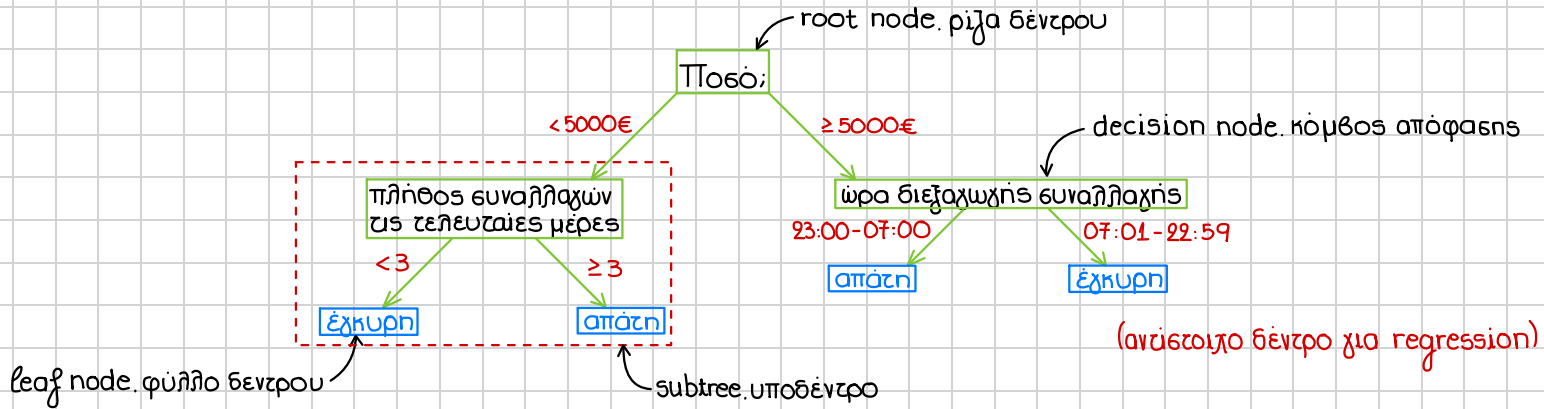 root node. ρίζα δέντρου
Ποσό;
<5000€
≥5000€
decision node. κόμβος απόφασης
πλήθος συναλλαγών
τις τελευταίες μέρες
ώρα διεξαγωγής συναλλαγής
<3
≥3
23:00-07:00
07:01-22:59
απάτη
έγκυρη
έγκυρη
απάτη
(αντίστοιχο δέντρο για regression)
leaf node. φύλλο δεντρου
subtree. υποδέντρο